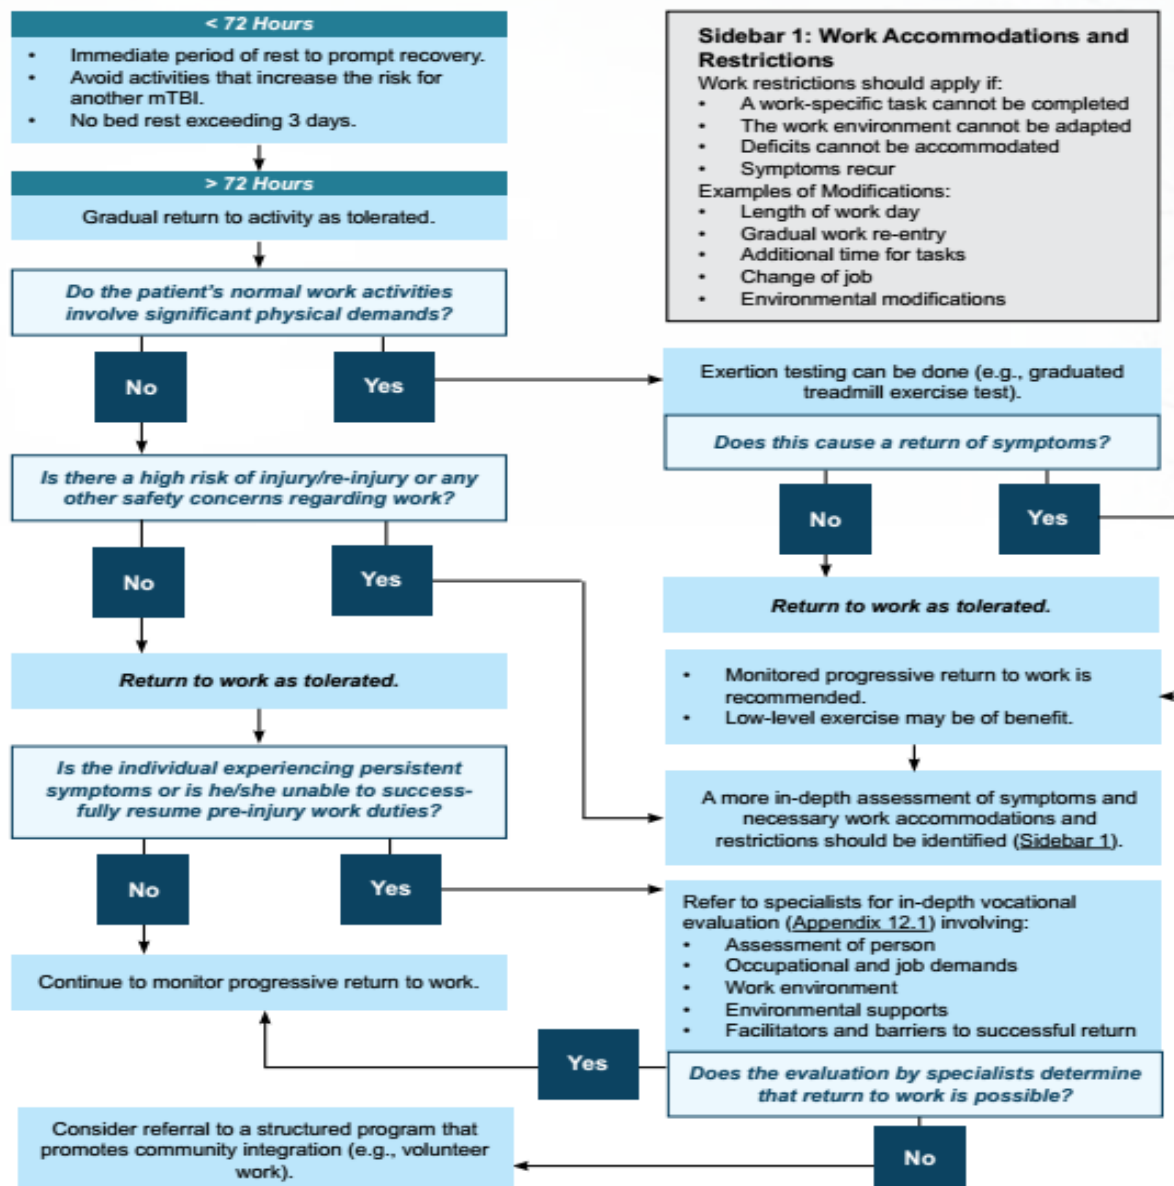 < 72 Hours
• Immediate period of rest to prompt recovery.
• Avoid activities that increase the risk for
another mTBI.
• No bed rest exceeding 3 days.
> 72 Hours
Gradual return to activity as tolerated.
Do the patient's normal work activities
involve significant physical demands?
No
Yes
Is there a high risk of injury/re-injury or any
other safety concerns regarding work?
No
Yes
Return to work as tolerated.
Is the individual experiencing persistent
symptoms or is he/she unable to success-
fully resume pre-injury work duties?
No
Yes
Continue to monitor progressive return to work.
Sidebar 1: Work Accommodations and
Restrictions
Work restrictions should apply if:
• A work-specific task cannot be completed
• The work environment cannot be adapted
• Deficits cannot be accommodated
• Symptoms recur
Examples of Modifications:
• Length of work day
• Gradual work re-entry
• Additional time for tasks
• Change of job
• Environmental modifications
Exertion testing can be done (e.g., graduated
treadmill exercise test).
Does this cause a return of symptoms?
No
Yes
Return to work as tolerated.
• Monitored progressive return to work is
recommended.
• Low-level exercise may be of benefit.
A more in-depth assessment of symptoms and
necessary work accommodations and
restrictions should be identified (Sidebar 1).
Refer to specialists for in-depth vocational
evaluation (Appendix 12.1) involving:
• Assessment of person
• Occupational and job demands
• Work environment
• Environmental supports
• Facilitators and barriers to successful return
Does the evaluation by specialists determine
that return to work is possible?
Yes
No
Consider referral to a structured program that
promotes community integration (e.g., volunteer
work).